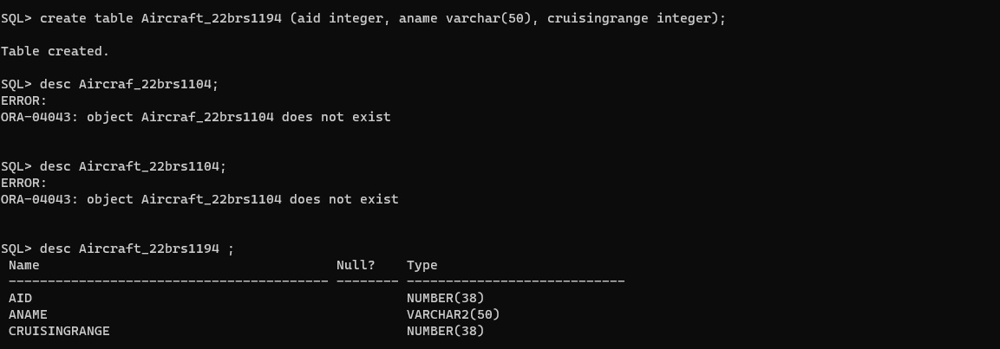 SQL> create table Aircraft_22brs1194 (aid integer, aname varchar(50), cruisingrange integer);
Table created.
SQL> desc Aircraf_22brs1104;
ERROR:
ORA-04043: object Aircraf_22brs1104 does not exist
SQL> desc Aircraft_22brs1104;
ERROR:
ORA-04043: object Aircraft_22brs1104 does not exist
SQL> desc Aircraft_22brs1194 ;
Name Null? Type
----------------------------------------- -------- ----------------------------
AID NUMBER(38)
ANAME VARCHAR2(50)
CRUISINGRANGE NUMBER(38)